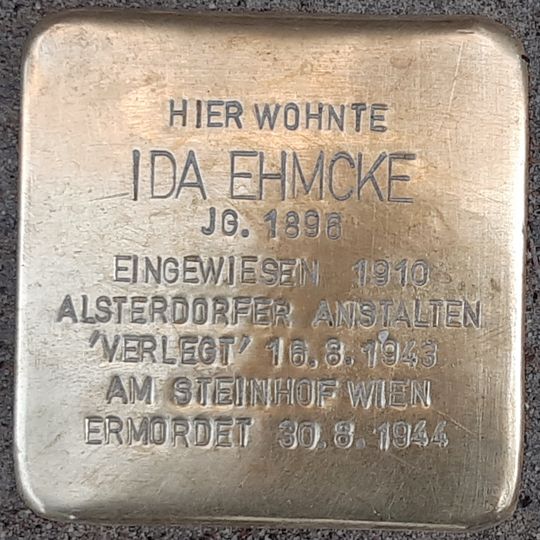 HIER WOHNTE
IDA EHMCKE
JG. 1896
EINGEWIESEN 1910
ALSTERDORFER ANSTALTEN
'VERLEGT' 16.8.1943
AM STEINHOF WIEN
ERMORDET 30.8.1944